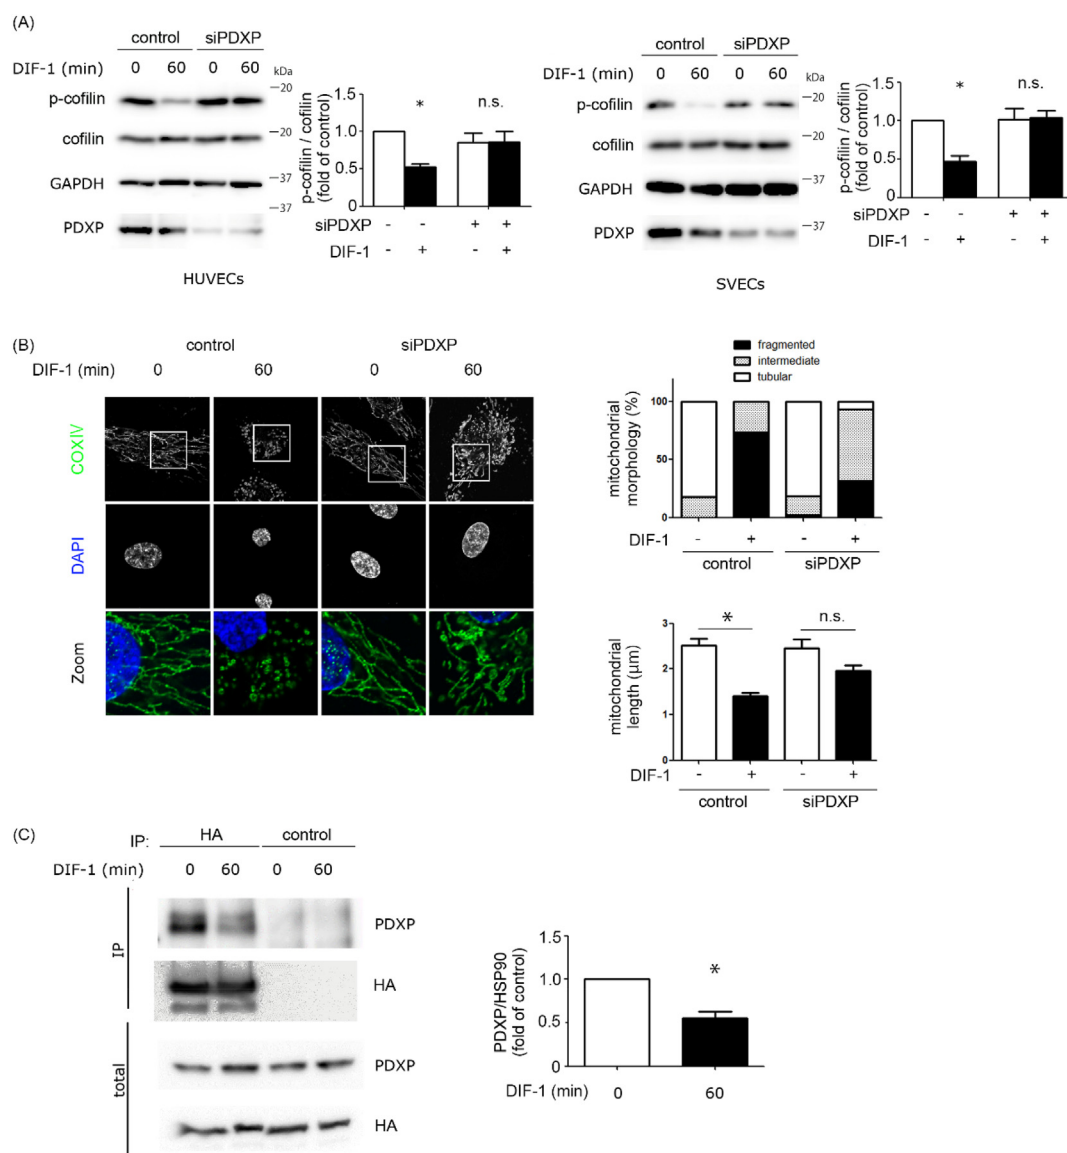 (A)
control siPDXP
DIF-1 (min) 0 60 0 60 kDa
p-cofilin
—20
cofilin
—20
GAPDH
—37
PDXP
—37
HUVECs
p-cofilin / cofilin
(fold of control)
1.5
1.0
0.5
0
*
n.s.
siPDXP - - + +
DIF-1 - + - +
control siPDXP
DIF-1 (min) 0 60 0 60 kDa
p-cofilin
—20
cofilin
—20
GAPDH
—37
PDXP
—37
SVECs
p-cofilin / cofilin
(fold of control)
1.5
1.0
0.5
0
*
n.s.
siPDXP - - + +
DIF-1 - + - +
(B)
control siPDXP
DIF-1 (min) 0 60 0 60
COXIV
DAPI
Zoom
fragmented
intermediate
tubular
mitochondrial
morphology (%)
100
50
0
DIF-1 - + - +
control siPDXP
mitochondrial
length (µm)
3
2
1
0
*
n.s.
DIF-1 - + - +
control siPDXP
(C)
IP: HA control
DIF-1 (min) 0 60 0 60
IP
PDXP
HA
total
PDXP
HA
PDXP/HSP90
(fold of control)
1.5
1.0
0.5
0
*
DIF-1 (min) 0 60